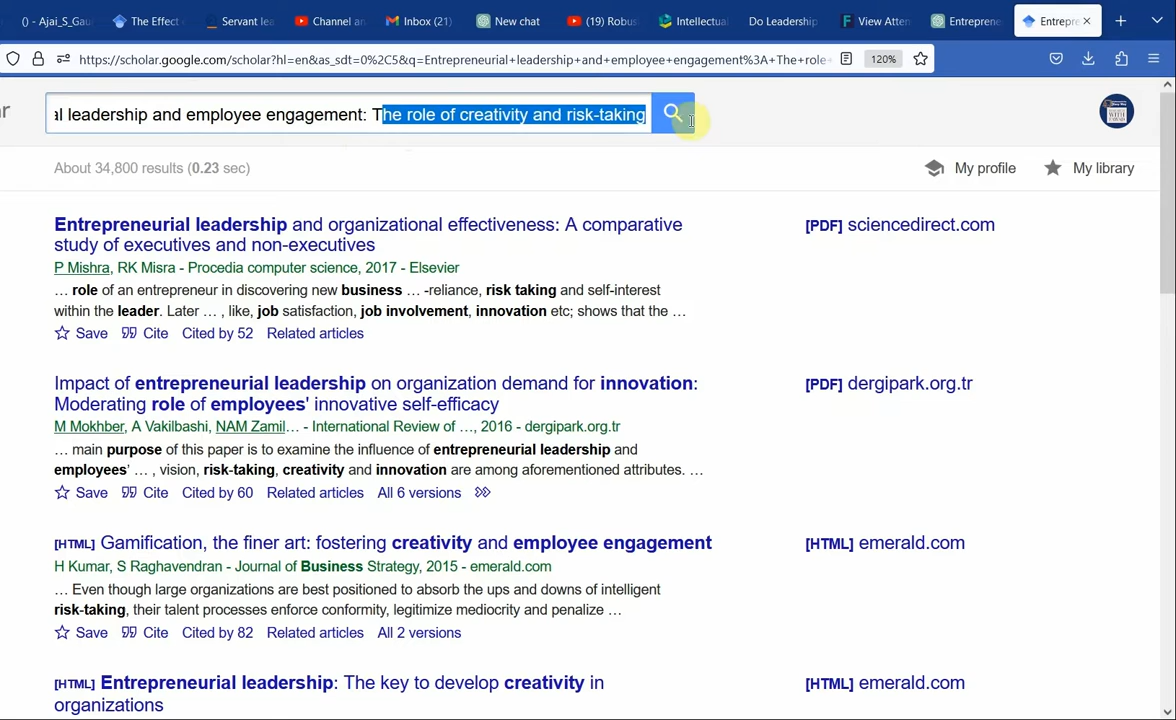 () - Ajai_S_Gau
The Effect
Servant lea
Channel an
Inbox (21)
New chat
(19) Robus
Intellectual
Do Leadership
View Atten
Entreprene
Entrepre
https://scholar.google.com/scholar?hl=en&as_sdt=0%2C5&q=Entrepreneurial+leadership+and+employee+engagement%3A+The+role
120%
al leadership and employee engagement: The role of creativity and risk-taking
About 34,800 results (0.23 sec)
My profile
My library
Entrepreneurial leadership and organizational effectiveness: A comparative
study of executives and non-executives
[PDF] sciencedirect.com
P Mishra, RK Misra - Procedia computer science, 2017 - Elsevier
… role of an entrepreneur in discovering new business … -reliance, risk taking and self-interest
within the leader. Later … , like, job satisfaction, job involvement, innovation etc; shows that the …
Save Cite Cited by 52 Related articles
Impact of entrepreneurial leadership on organization demand for innovation:
Moderating role of employees' innovative self-efficacy
[PDF] dergipark.org.tr
M Mokhber, A Vakilbashi, NAM Zamil… - International Review of …, 2016 - dergipark.org.tr
… main purpose of this paper is to examine the influence of entrepreneurial leadership and
employees' … , vision, risk-taking, creativity and innovation are among aforementioned attributes. …
Save Cite Cited by 60 Related articles All 6 versions
[HTML] Gamification, the finer art: fostering creativity and employee engagement
[HTML] emerald.com
H Kumar, S Raghavendran - Journal of Business Strategy, 2015 - emerald.com
… Even though large organizations are best positioned to absorb the ups and downs of intelligent
risk-taking, their talent processes enforce conformity, legitimize mediocrity and penalize …
Save Cite Cited by 82 Related articles All 2 versions
[HTML] Entrepreneurial leadership: The key to develop creativity in
organizations
[HTML] emerald.com